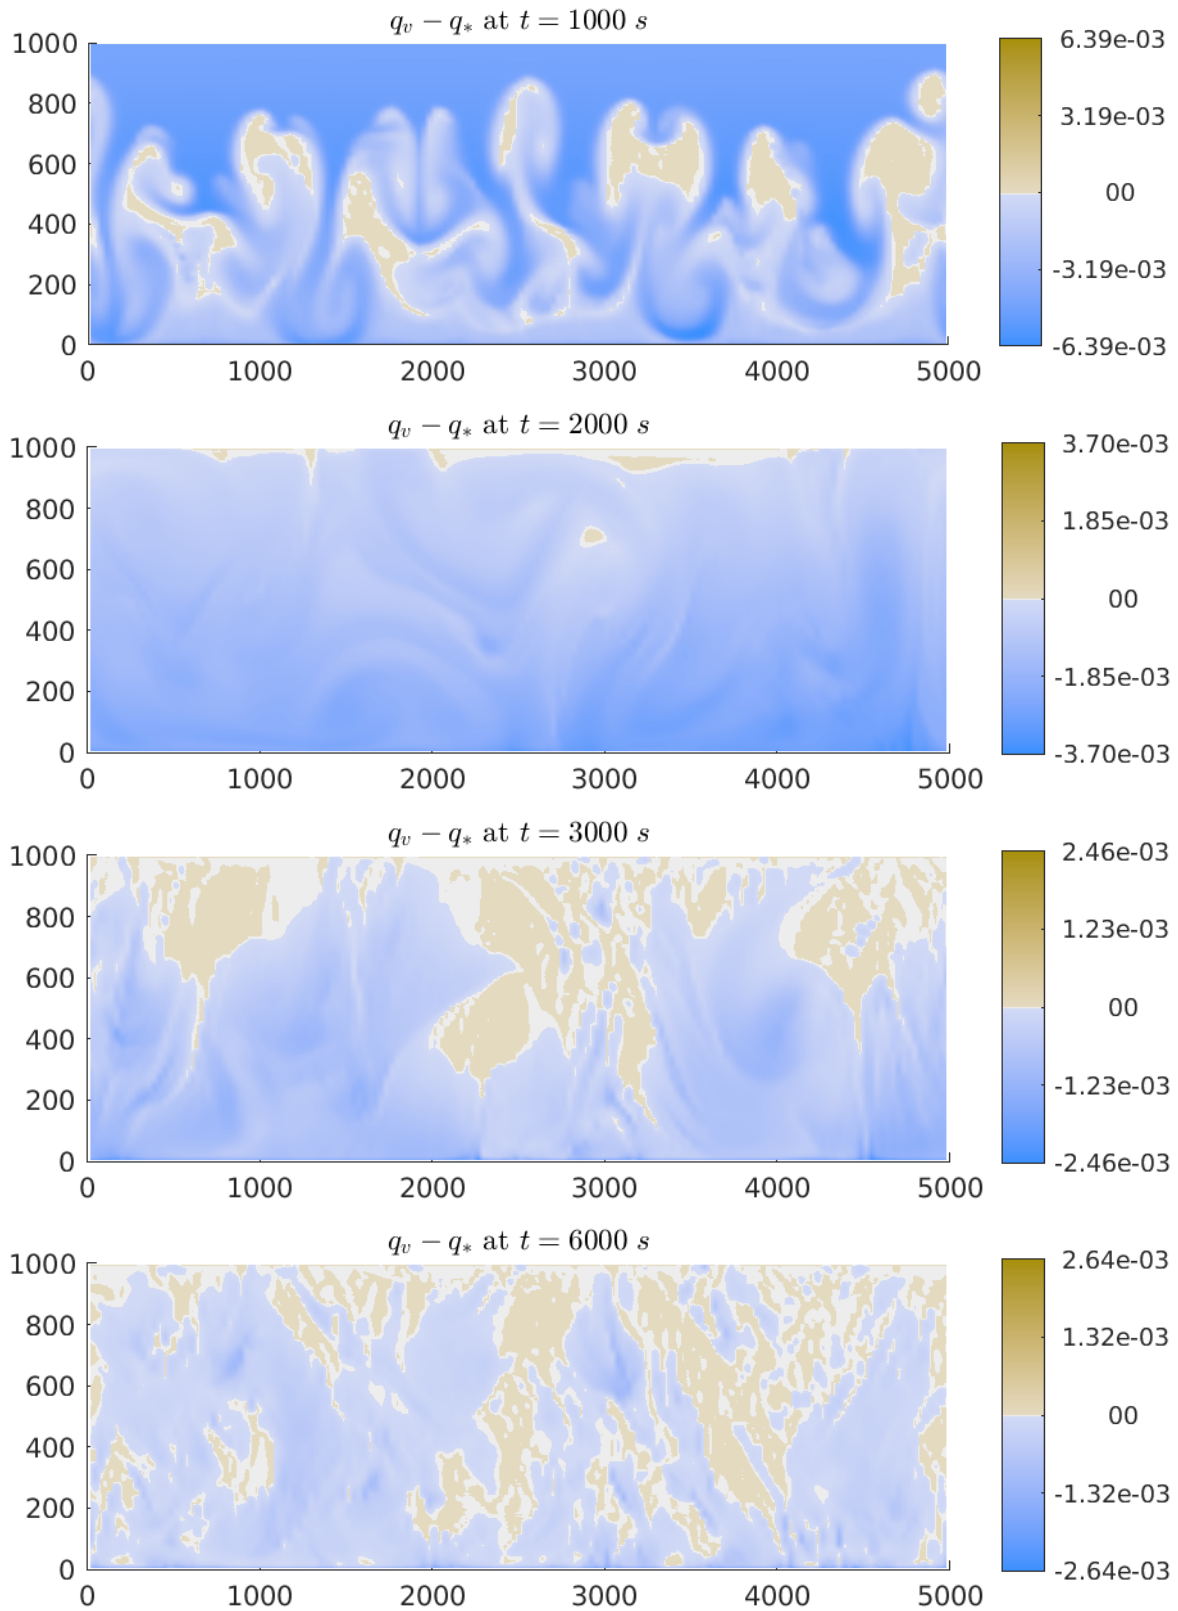 q_v − q_* at t = 1000 s
1000
800
600
400
200
0
0 1000 2000 3000 4000 5000
6.39e-03
3.19e-03
00
-3.19e-03
-6.39e-03
q_v − q_* at t = 2000 s
1000
800
600
400
200
0
0 1000 2000 3000 4000 5000
3.70e-03
1.85e-03
00
-1.85e-03
-3.70e-03
q_v − q_* at t = 3000 s
1000
800
600
400
200
0
0 1000 2000 3000 4000 5000
2.46e-03
1.23e-03
00
-1.23e-03
-2.46e-03
q_v − q_* at t = 6000 s
1000
800
600
400
200
0
0 1000 2000 3000 4000 5000
2.64e-03
1.32e-03
00
-1.32e-03
-2.64e-03